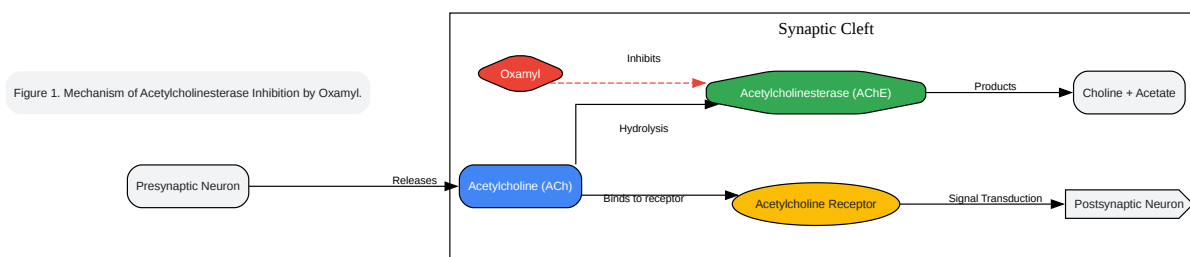 Synaptic Cleft
Inhibits
Oxamyl
Figure 1. Mechanism of Acetylcholinesterase Inhibition by Oxamyl.
Acetylcholinesterase (AChE)
Products
Choline + Acetate
Hydrolysis
Presynaptic Neuron
Releases
Acetylcholine (ACh)
Binds to receptor
Acetylcholine Receptor
Signal Transduction
Postsynaptic Neuron